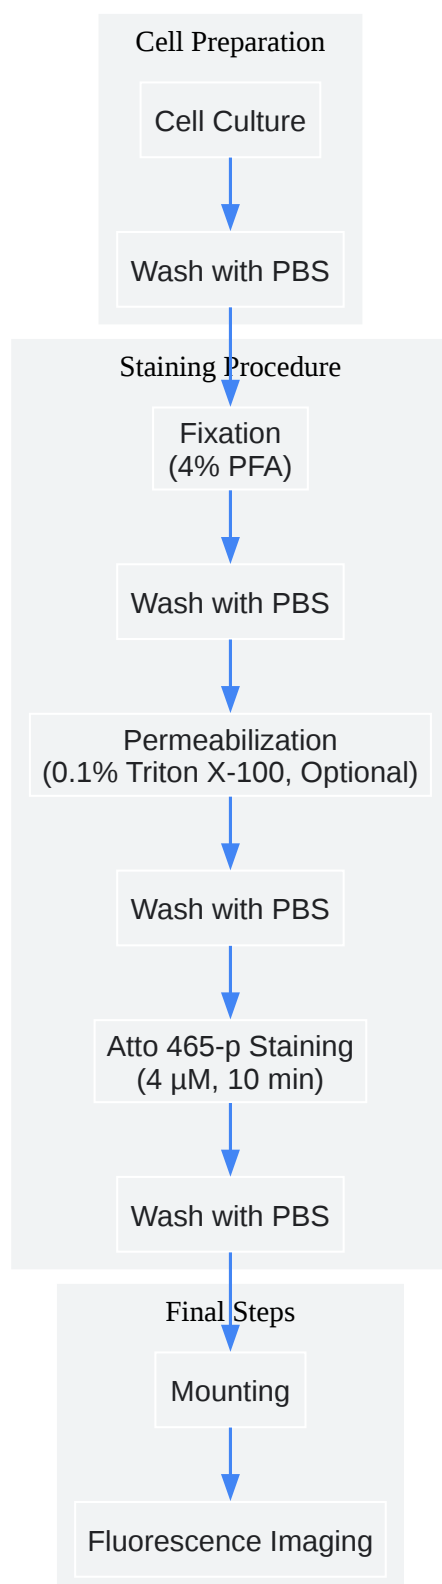 Cell Preparation
Cell Culture
Wash with PBS
Staining Procedure
Fixation
(4% PFA)
Wash with PBS
Permeabilization
(0.1% Triton X-100, Optional)
Wash with PBS
Atto 465-p Staining
(4 µM, 10 min)
Wash with PBS
Final Steps
Mounting
Fluorescence Imaging